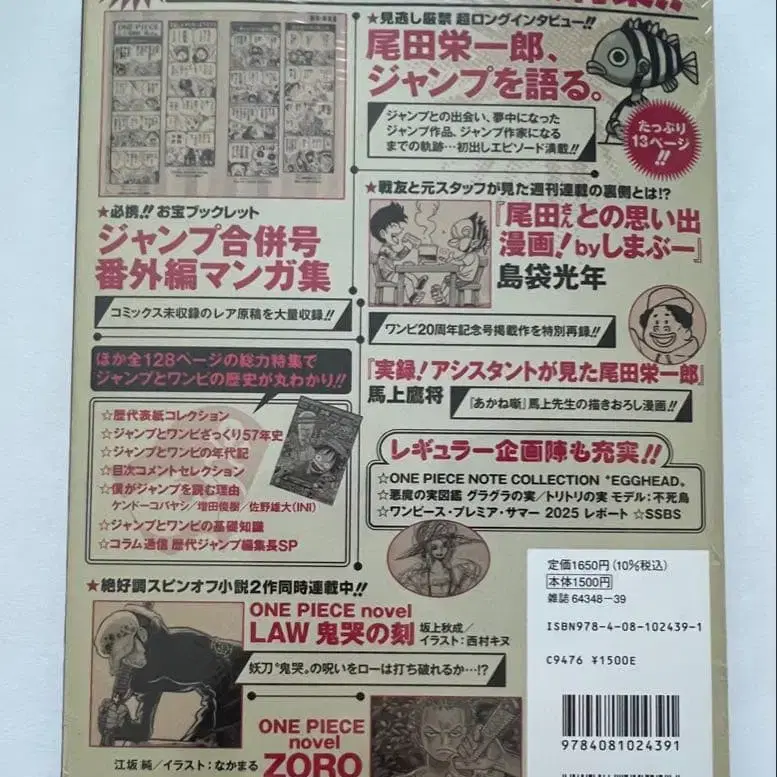 ★見逃し厳禁 超ロングインタビュー!!
尾田栄一郎、
ジャンプを語る。
ジャンプとの出会い、夢中になった
ジャンプ作品、ジャンプ作家になる
までの軌跡…初出しエピソード満載!!
たっぷり
13ページ
!!
★必携!! お宝ブックレット
ジャンプ合併号
番外編マンガ集
コミックス未収録のレア原稿を大量収録!!
★戦友と元スタッフが見た週刊連載の裏側とは!?
『尾田さんとの思い出
漫画! byしまぶー』
島袋光年
ワンピ20周年記念号掲載作を特別再録!!
『実録! アシスタントが見た尾田栄一郎』
馬上鷹将
『あかね噺』馬上先生の描きおろし漫画!!
ほか全128ページの総力特集で
ジャンプとワンピの歴史が丸わかり!!
☆歴代表紙コレクション
☆ジャンプとワンピざっくり57年史
☆ジャンプとワンピの年代記
☆目次コメントセレクション
☆僕がジャンプを読む理由
ケンドーコバヤシ/増田俊樹/佐野雄大(INI)
☆ジャンプとワンピの基礎知識
☆コラム通信 歴代ジャンプ編集長SP
レギュラー企画陣も充実!!
☆ONE PIECE NOTE COLLECTION "EGGHEAD"
☆悪魔の実図鑑 グラグラの実/トリトリの実 モデル:不死鳥
☆ワンピース・プレミア・サマー 2025 レポート ☆SSBS
★絶好調スピンオフ小説2作同時連載中!!
ONE PIECE novel
LAW 鬼哭の刻
坂上秋成/
イラスト:西村キヌ
妖刀"鬼哭"の呪いをローは打ち破れるか…!?
ONE PIECE
novel
ZORO
江坂 純/イラスト:なかまる
定価1650円(10%税込)
本体1500円
雑誌 64348-39
ISBN978-4-08-102439-1
C9476 ¥1500E
9784081024391